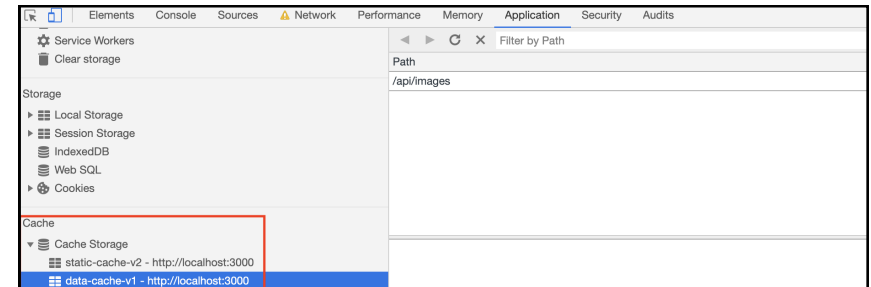 Elements Console Sources Network Performance Memory Application Security Audits
Service Workers
Clear storage
Storage
Local Storage
Session Storage
IndexedDB
Web SQL
Cookies
Cache
Cache Storage
static-cache-v2 - http://localhost:3000
data-cache-v1 - http://localhost:3000
Filter by Path
Path
/api/images